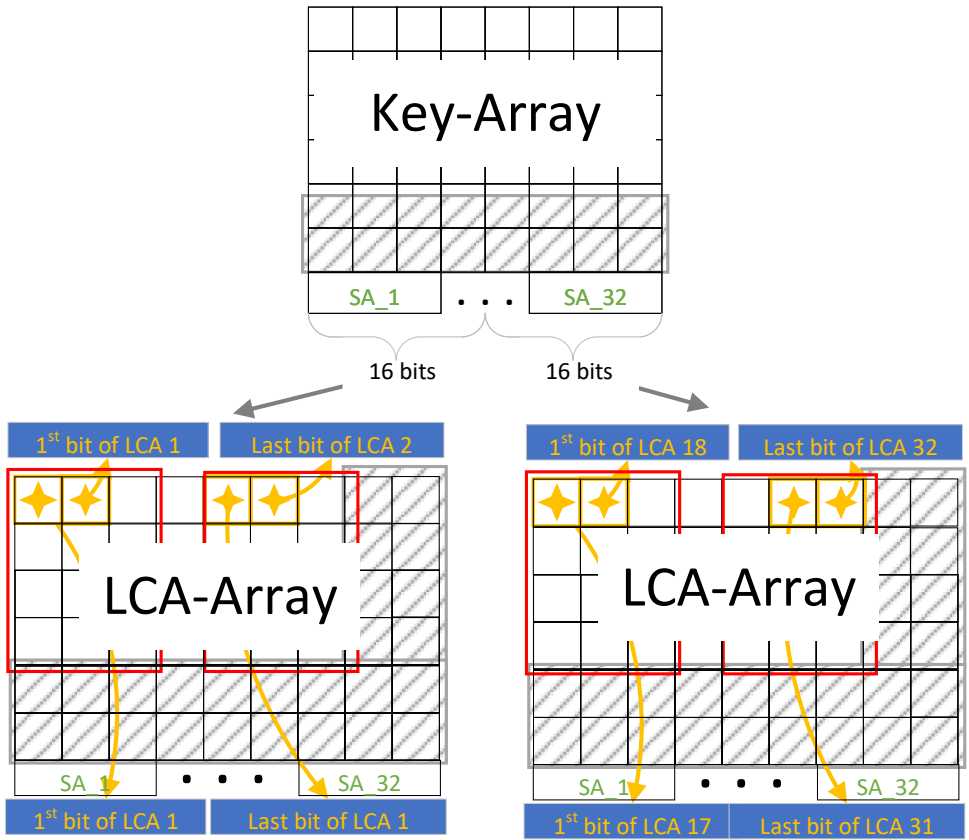 Key-Array
SA_1 . . . SA_32
16 bits 16 bits
1st bit of LCA 1 Last bit of LCA 2 1st bit of LCA 18 Last bit of LCA 32
LCA-Array LCA-Array
SA_1 . . . SA_32 SA_1 . . . SA_32
1st bit of LCA 1 Last bit of LCA 1 1st bit of LCA 17 Last bit of LCA 31